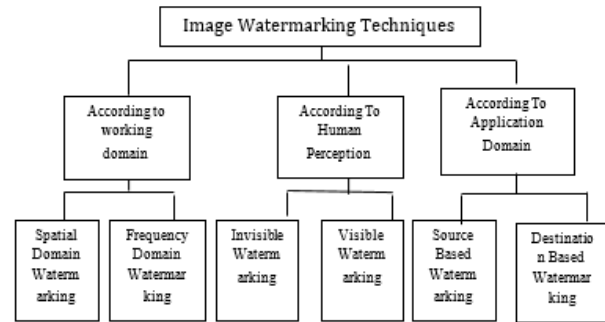 Image Watermarking Techniques
According to
working
domain
According To
Human
Perception
According To
Application
Domain
Spatial
Domain
Waterm
arking
Frequency
Domain
Watermar
king
Invisible
Waterm
arking
Visible
Waterm
arking
Source
Based
Waterm
arking
Destinatio
n Based
Watermar
king